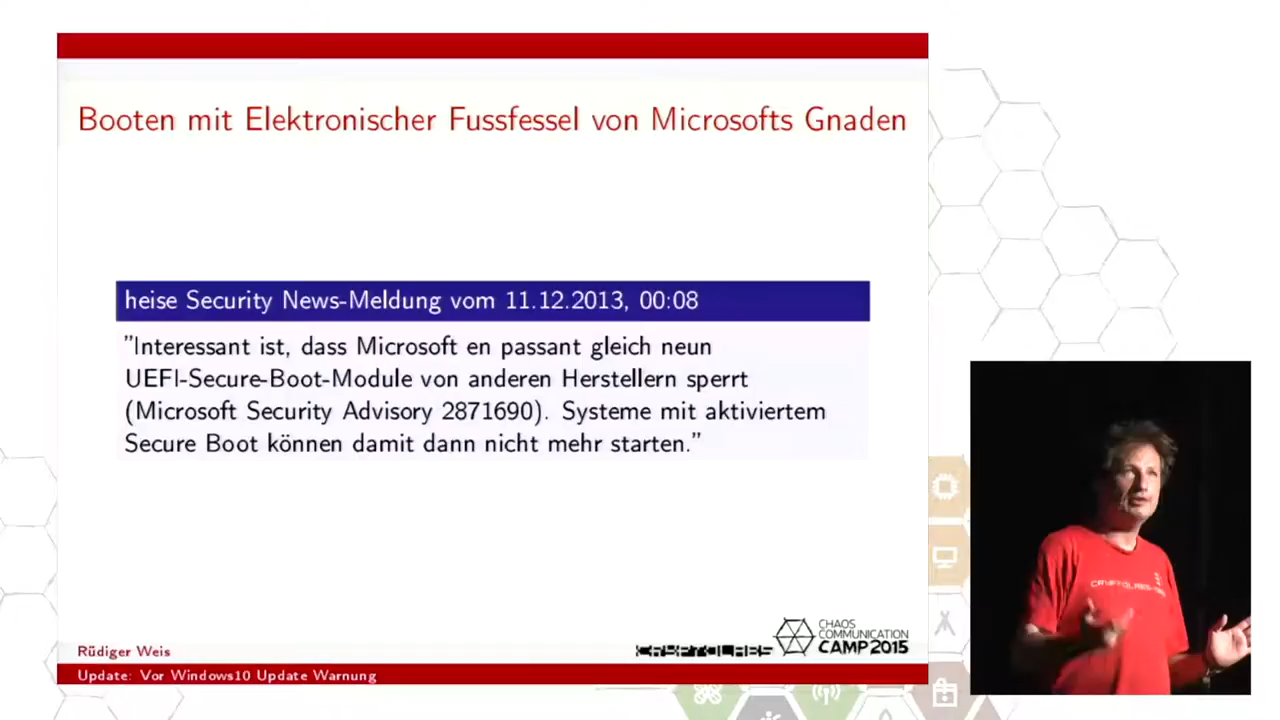 Booten mit Elektronischer Fussfessel von Microsofts Gnaden
heise Security News-Meldung vom 11.12.2013, 00:08
"Interessant ist, dass Microsoft en passant gleich neun
UEFI-Secure-Boot-Module von anderen Herstellern sperrt
(Microsoft Security Advisory 2871690). Systeme mit aktiviertem
Secure Boot können damit dann nicht mehr starten."
Rüdiger Weis
CRYPTOLABS
CHAOS
COMMUNICATION
CAMP 2015
Update: Vor Windows10 Update Warnung